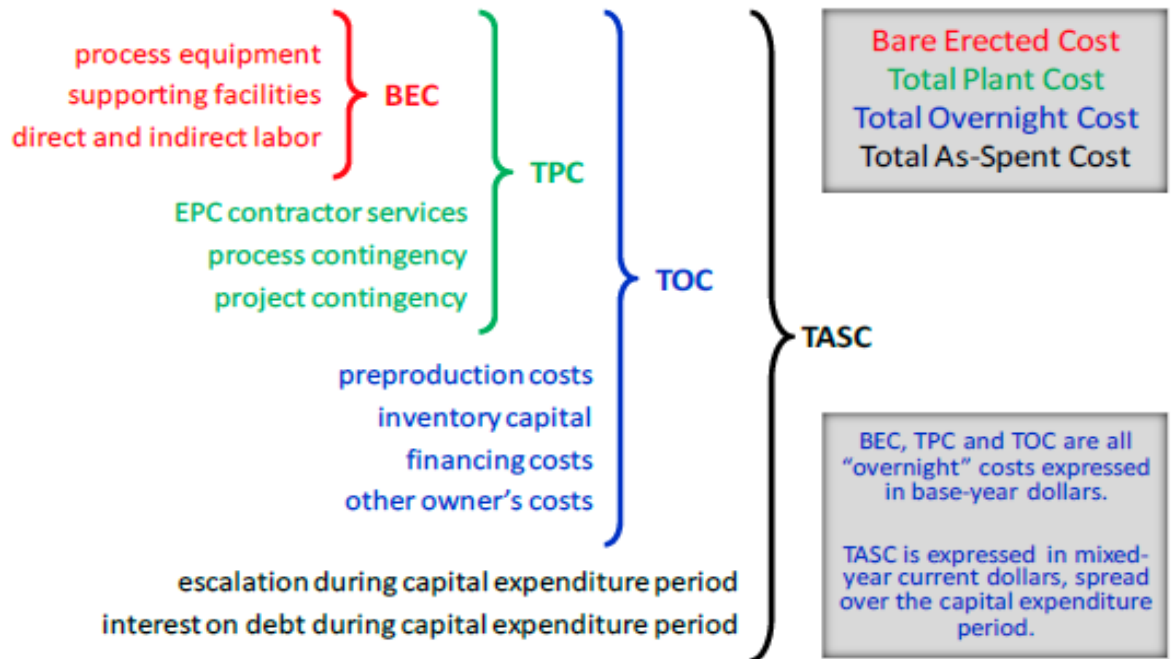 process equipment
supporting facilities
direct and indirect labor
BEC
EPC contractor services
process contingency
project contingency
TPC
preproduction costs
inventory capital
financing costs
other owner’s costs
TOC
escalation during capital expenditure period
interest on debt during capital expenditure period
TASC
Bare Erected Cost
Total Plant Cost
Total Overnight Cost
Total As-Spent Cost
BEC, TPC and TOC are all
“overnight” costs expressed
in base-year dollars.
TASC is expressed in mixed-
year current dollars, spread
over the capital expenditure
period.